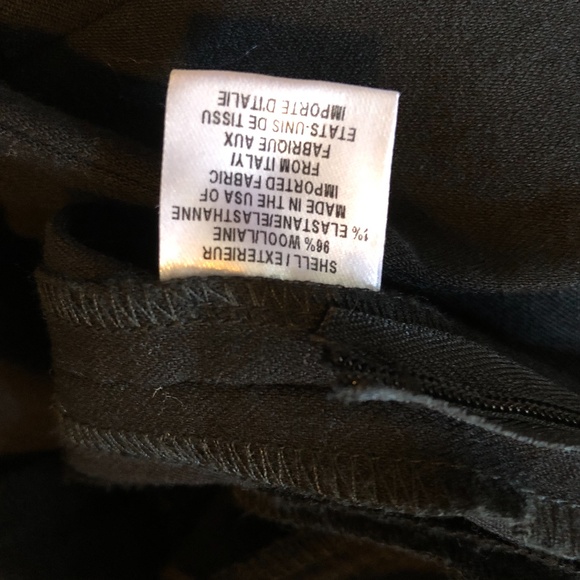 SHELL / EXTERIEUR
96% WOOL/LAINE
ELASTANE/ELASTHANNE
MADE IN THE USA OF
IMPORTED FABRIC
FROM ITALY/
FABRIQUE AUX
ETATS-UNIS DE TISSU
IMPORTE D'ITALIE